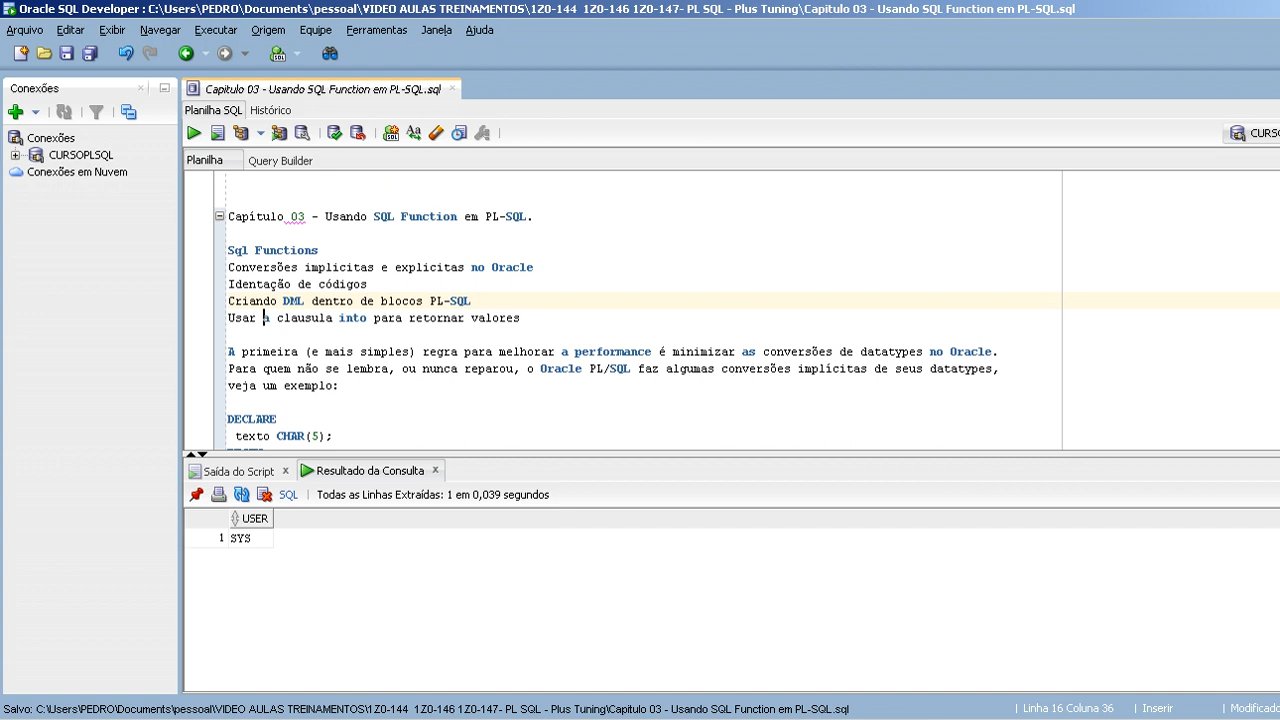 Oracle SQL Developer : C:\Users\PEDRO\Documents\pessoal\VIDEO AULAS TREINAMENTOS\1Z0-144 1Z0-146 1Z0-147- PL SQL - Plus Tuning\Capitulo 03 - Usando SQL Function em PL-SQL.sql
Arquivo Editar Exibir Navegar Executar Origem Equipe Ferramentas Janela Ajuda
Conexões
Capitulo 03 - Usando SQL Function em PL-SQL.sql
Planilha SQL Histórico
Conexões
CURSOPLSQL
Conexões em Nuvem
CURSO
Planilha Query Builder
Capítulo 03 - Usando SQL Function em PL-SQL.
Sql Functions
Conversões implicitas e explicitas no Oracle
Identação de códigos
Criando DML dentro de blocos PL-SQL
Usar a clausula into para retornar valores
A primeira (e mais simples) regra para melhorar a performance é minimizar as conversões de datatypes no Oracle.
Para quem não se lembra, ou nunca reparou, o Oracle PL/SQL faz algumas conversões implícitas de seus datatypes,
veja um exemplo:
DECLARE
texto CHAR(5);
Saída do Script Resultado da Consulta
SQL Todas as Linhas Extraídas: 1 em 0,039 segundos
USER
1 SYS
Salvo: C:\Users\PEDRO\Documents\pessoal\VIDEO AULAS TREINAMENTOS\1Z0-144 1Z0-146 1Z0-147- PL SQL - Plus Tuning\Capitulo 03 - Usando SQL Function em PL-SQL.sql
Linha 16 Coluna 36 Inserir Modificado